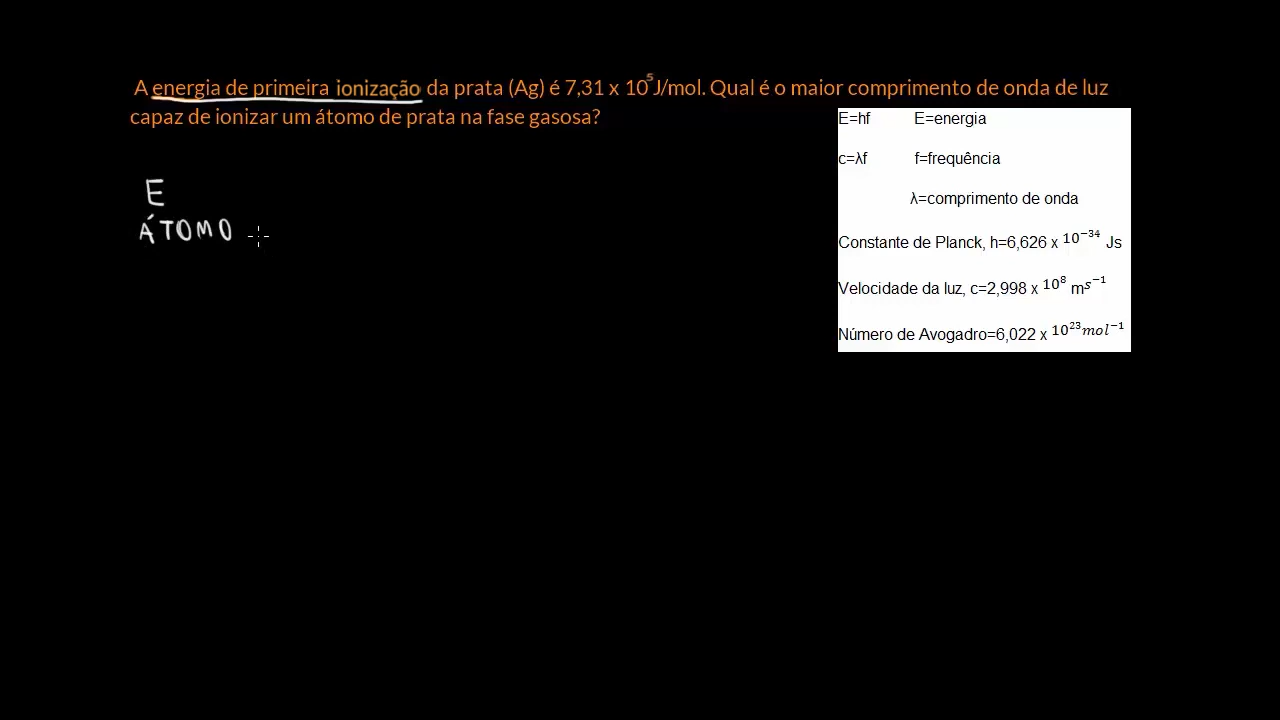 A energia de primeira ionização da prata (Ag) é 7,31 x 10⁵J/mol. Qual é o maior comprimento de onda de luz
capaz de ionizar um átomo de prata na fase gasosa?
E=hf E=energia
c=λf f=frequência
λ=comprimento de onda
Constante de Planck, h=6,626 x 10⁻³⁴ Js
Velocidade da luz, c=2,998 x 10⁸ ms⁻¹
Número de Avogadro=6,022 x 10²³mol⁻¹
E
ÁTOMO